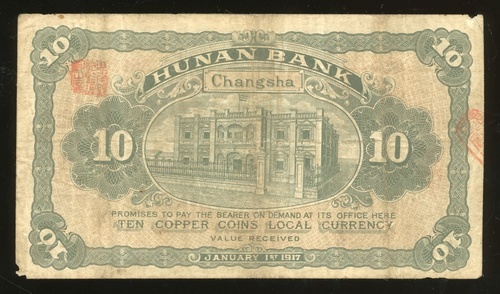 10 10
HUNAN BANK
Changsha
10 10
PROMISES TO PAY THE BEARER ON DEMAND AT ITS OFFICE HERE
TEN COPPER COINS LOCAL CURRENCY
VALUE RECEIVED
10 10
JANUARY 1ST 1917